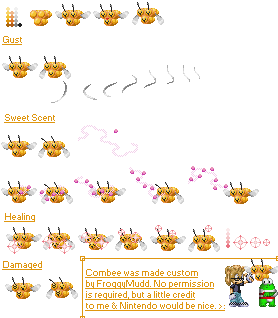 Gust
Sweet Scent
Healing
Damaged
Combee was made custom
by FroggyMudd. No permission
is required, but a little credit
to me & Nintendo would be nice. >: